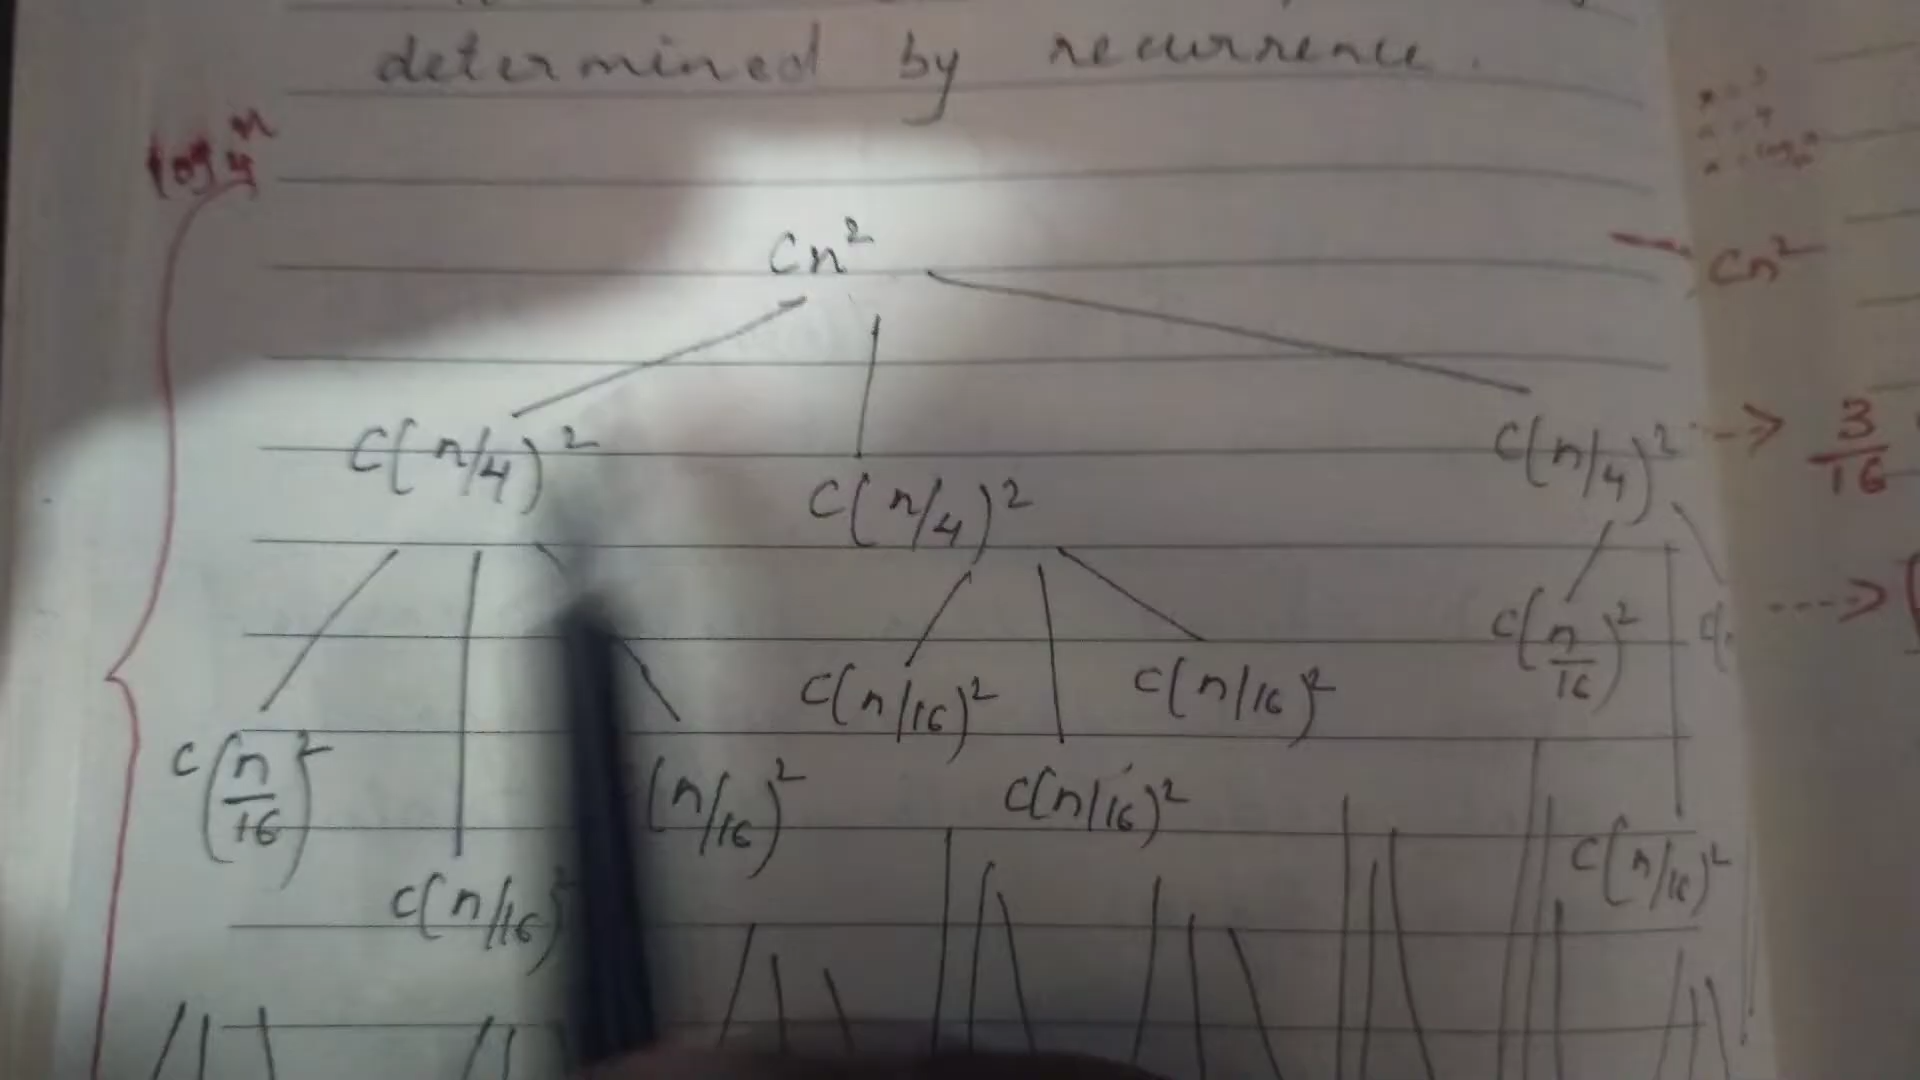 determined by recurrence.
log₄n
Cn²
Cn²
C(n/4)² C(n/4)² C(n/4)² --> 3/16
C(n/16)² C(n/16)² (n/16)² C(n/16)² C(n/16)² C(n/16)² C(n/16)² C(n/16)²